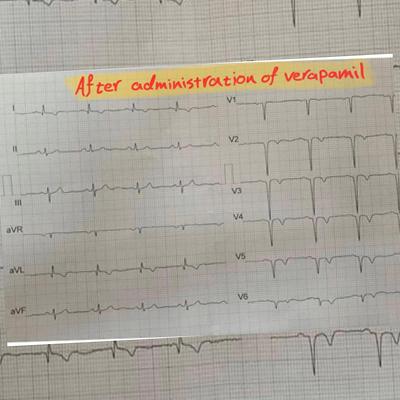 After administration of verapamil
I
V1
II
V2
III
V3
aVR
V4
aVL
V5
aVF
V6